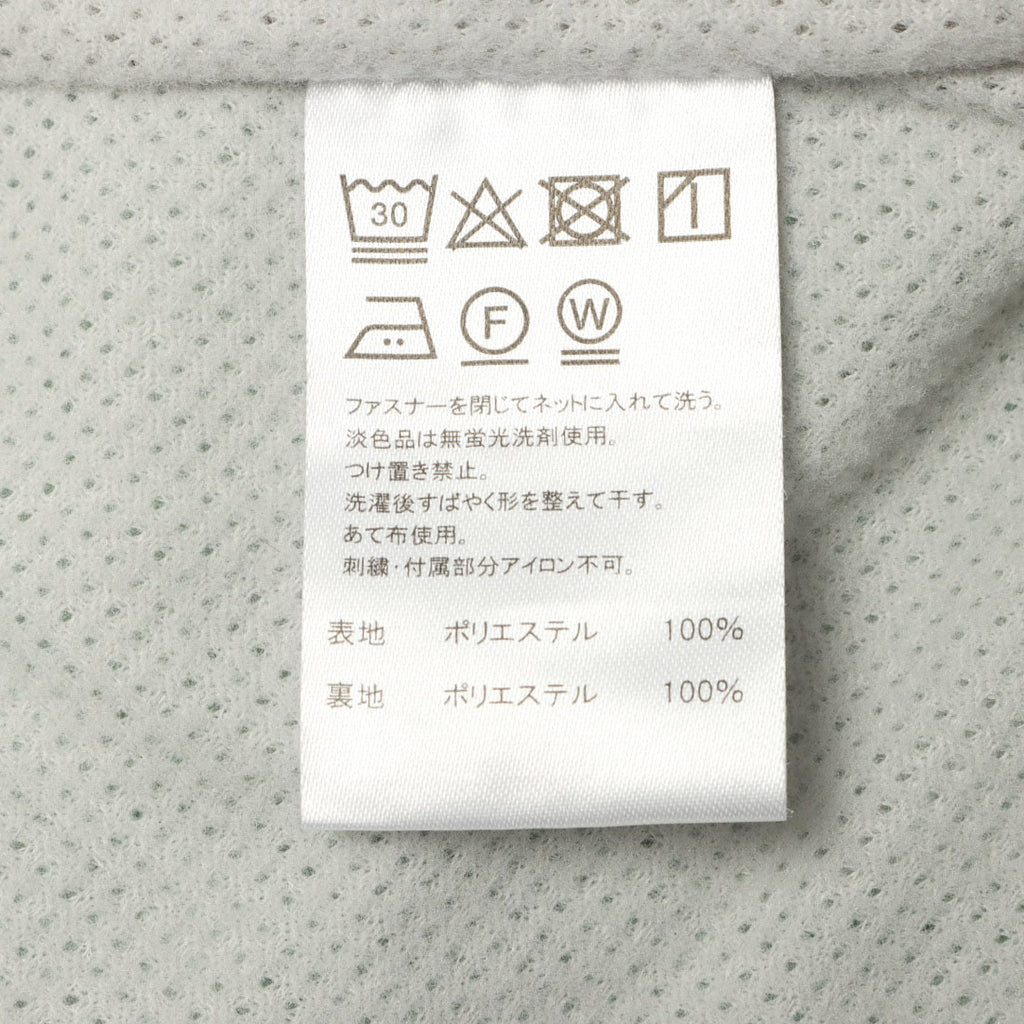 30
F W
ファスナーを閉じてネットに入れて洗う。
淡色品は無蛍光洗剤使用。
つけ置き禁止。
洗濯後すばやく形を整えて干す。
あて布使用。
刺繍・付属部分アイロン不可。
表地 ポリエステル 100%
裏地 ポリエステル 100%